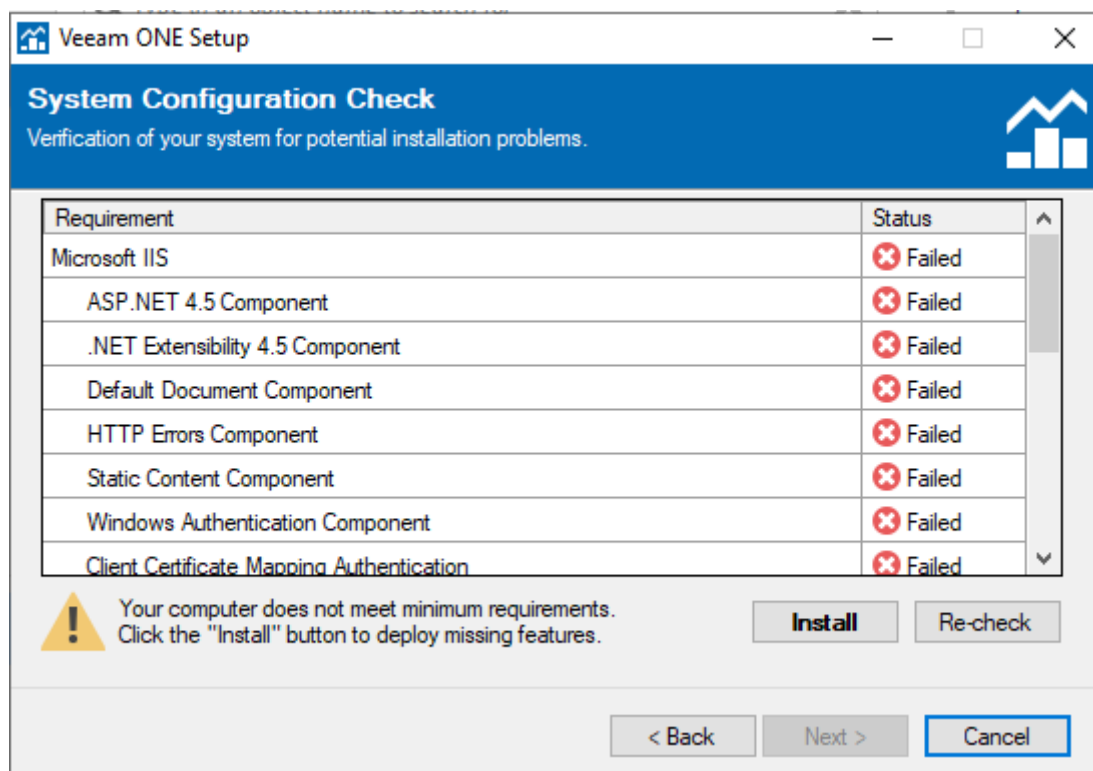 Veeam ONE Setup
System Configuration Check
Verification of your system for potential installation problems.
Requirement Status
Microsoft IIS Failed
ASP.NET 4.5 Component Failed
.NET Extensibility 4.5 Component Failed
Default Document Component Failed
HTTP Errors Component Failed
Static Content Component Failed
Windows Authentication Component Failed
Client Certificate Mapping Authentication Failed
Your computer does not meet minimum requirements.
Click the "Install" button to deploy missing features.
Install Re-check
< Back Next > Cancel